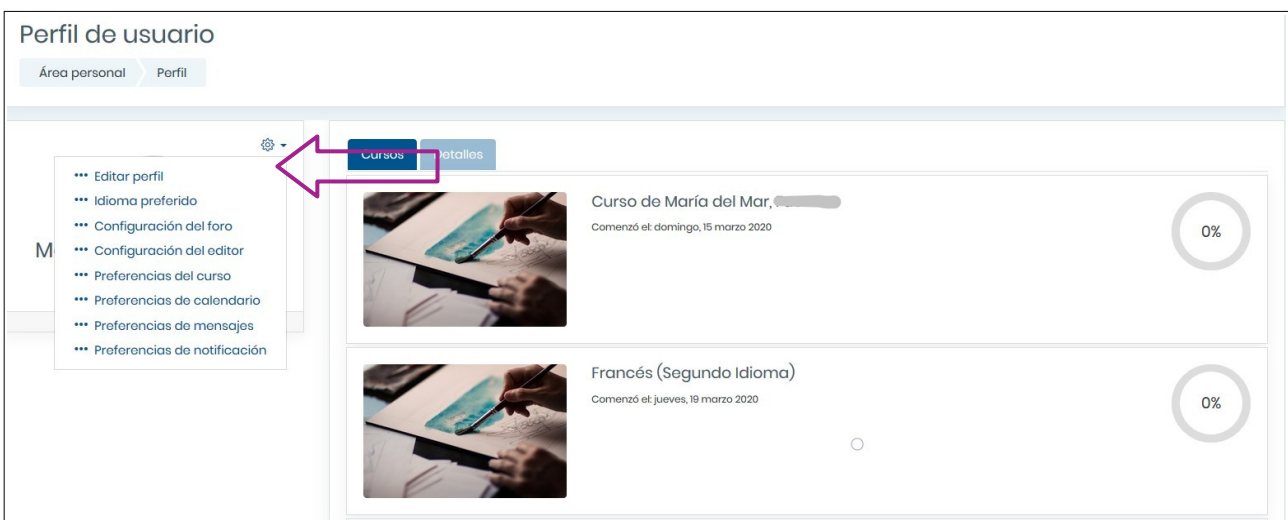 Perfil de usuario
Área personal Perfil
Editar perfil
Idioma preferido
Configuración del foro
Configuración del editor
Preferencias del curso
Preferencias de calendario
Preferencias de mensajes
Preferencias de notificación
Cursos Detalles
Curso de María del Mar,
Comenzó el: domingo, 15 marzo 2020
0%
Francés (Segundo Idioma)
Comenzó el: jueves, 19 marzo 2020
0%